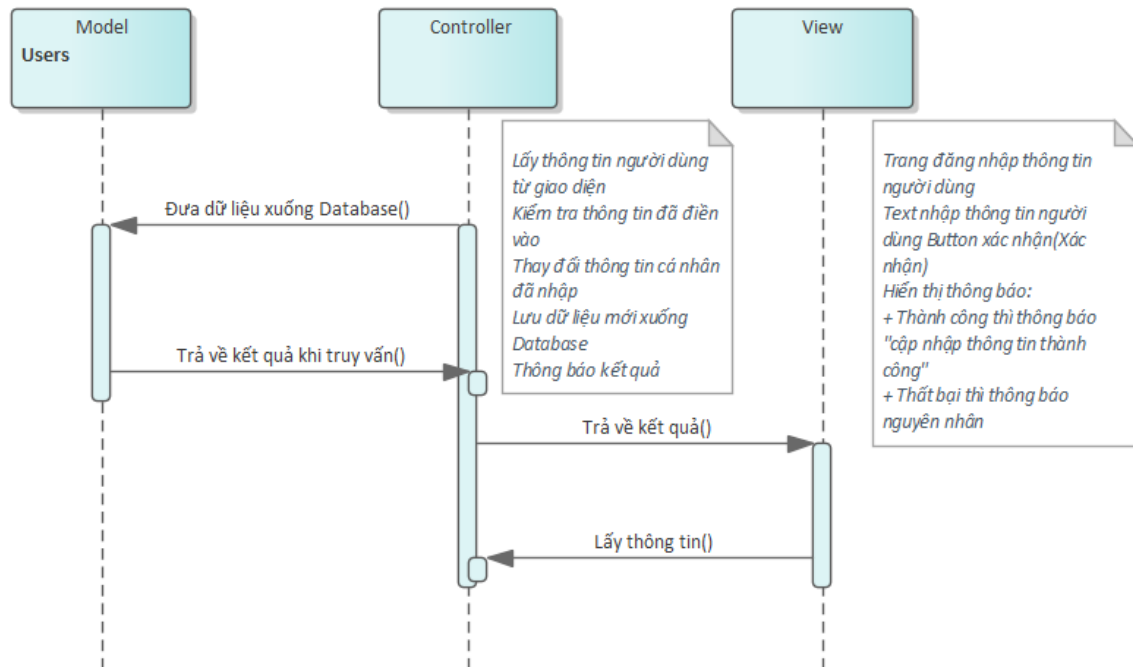 Model
Users
Controller
View
Lấy thông tin người dùng
từ giao diện
Kiểm tra thông tin đã điền
vào
Thay đổi thông tin cá nhân
đã nhập
Lưu dữ liệu mới xuống
Database
Thông báo kết quả
Trang đăng nhập thông tin
người dùng
Text nhập thông tin người
dùng Button xác nhận(Xác
nhận)
Hiển thị thông báo:
+ Thành công thì thông báo
"cập nhập thông tin thành
công"
+ Thất bại thì thông báo
nguyên nhân
Đưa dữ liệu xuống Database()
Trả về kết quả khi truy vấn()
Trả về kết quả()
Lấy thông tin()